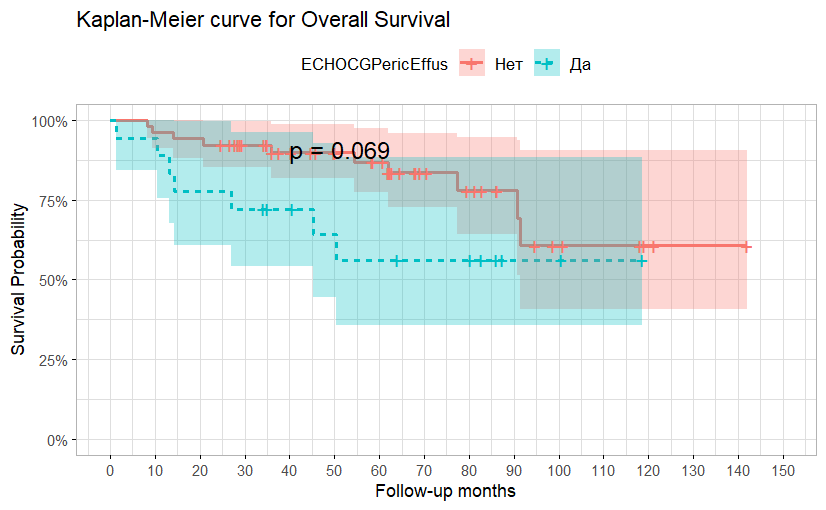 Kaplan-Meier curve for Overall Survival
ECHOCGPericEffus Нет Да
100%
p = 0.069
75%
50%
25%
0%
Survival Probability
0 10 20 30 40 50 60 70 80 90 100 110 120 130 140 150
Follow-up months